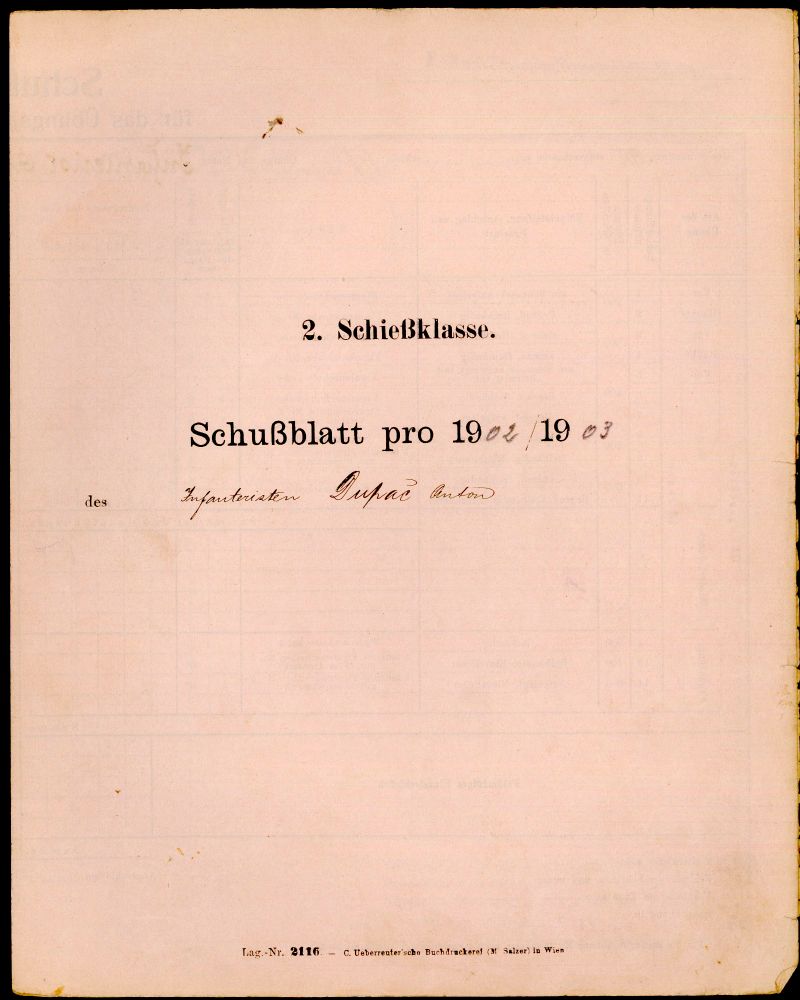 2. Schießklasse.
Schußblatt pro 1902/1903
des Infanteristen Dupač Anton
Lag.-Nr. 2116. — C. Ueberreuter'sche Buchdruckerei (M. Salzer) in Wien